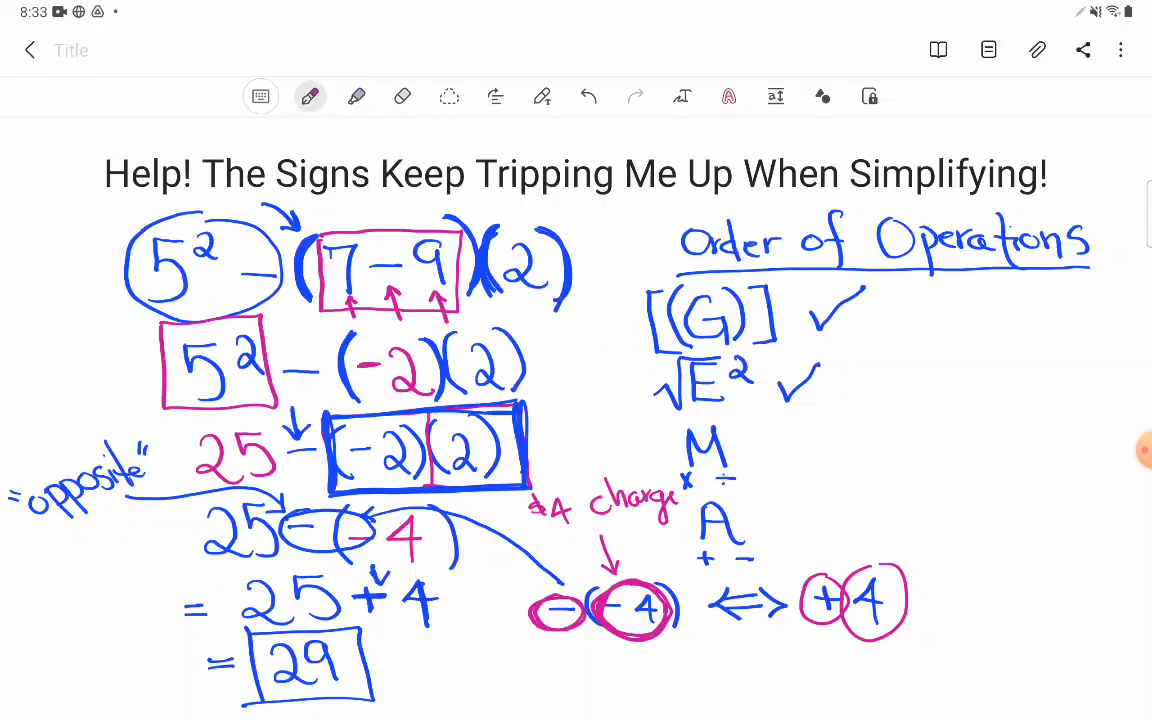 8:33
Title
Help! The Signs Keep Tripping Me Up When Simplifying!
5² - (7 - 9)(2)
Order of Operations
[(G)] ✓
5² - (-2)(2)
√E² ✓
25 - (-2)(2)
M
× ÷
"opposite"
$4 charge
A
+ -
25 - (-4)
= 25 + 4
-(-4) ↔ +4
= 29